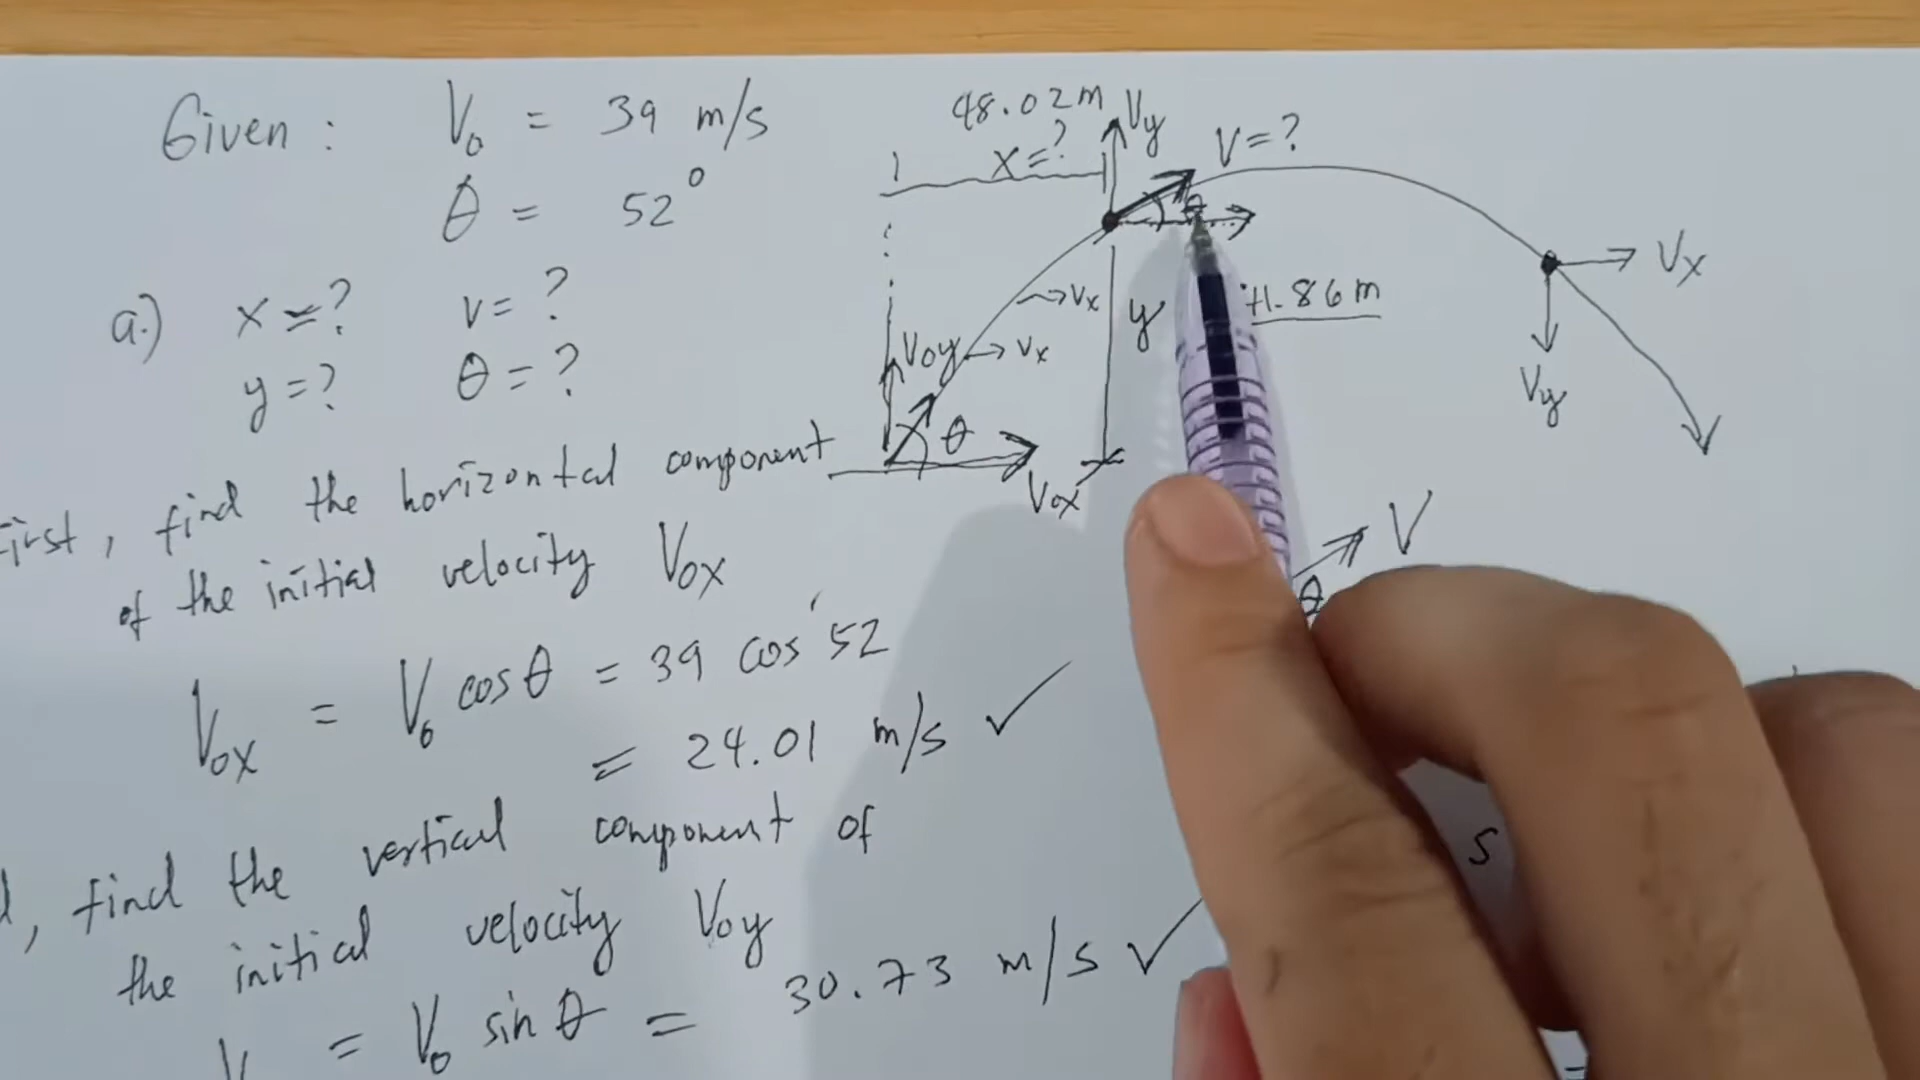 Given : V₀ = 39 m/s
θ = 52°
a.) x = ? v = ?
y = ? θ = ?
48.02 m
x = ?
Vy
V = ?
θ
Vx
Vx
Voy
θ
Vox
y
1.86 m
Vx
Vy
V
θ
First, find the horizontal component
of the initial velocity Vox
Vox = V₀ cos θ = 39 cos 52
= 24.01 m/s ✓
, find the vertical component of
the initial velocity Voy
= V₀ sin θ = 30.73 m/s ✓
s